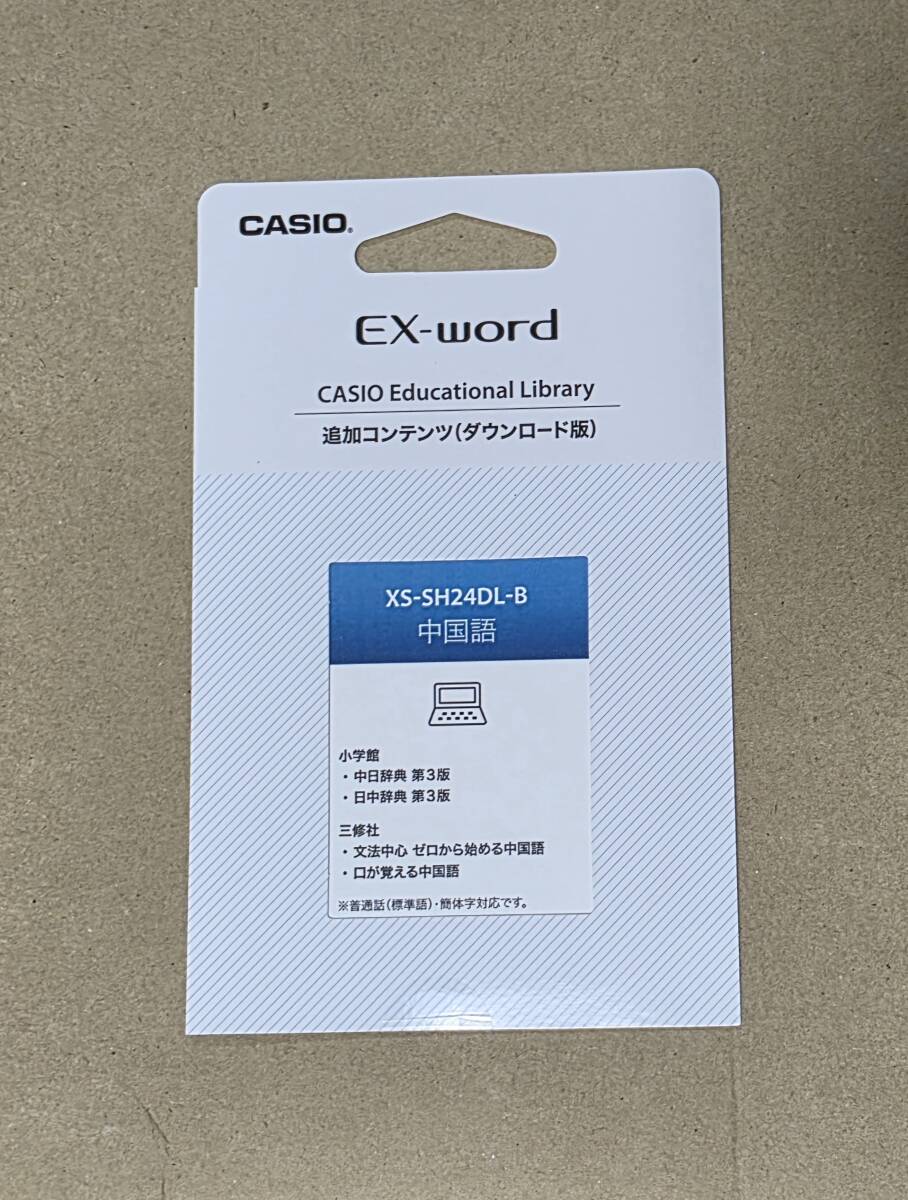 CASIO®
EX-word
CASIO Educational Library
追加コンテンツ(ダウンロード版)
XS-SH24DL-B
中国語
小学館
・中日辞典 第3版
・日中辞典 第3版
三修社
・文法中心 ゼロから始める中国語
・口が覚える中国語
※普通話(標準語)・簡体字対応です。